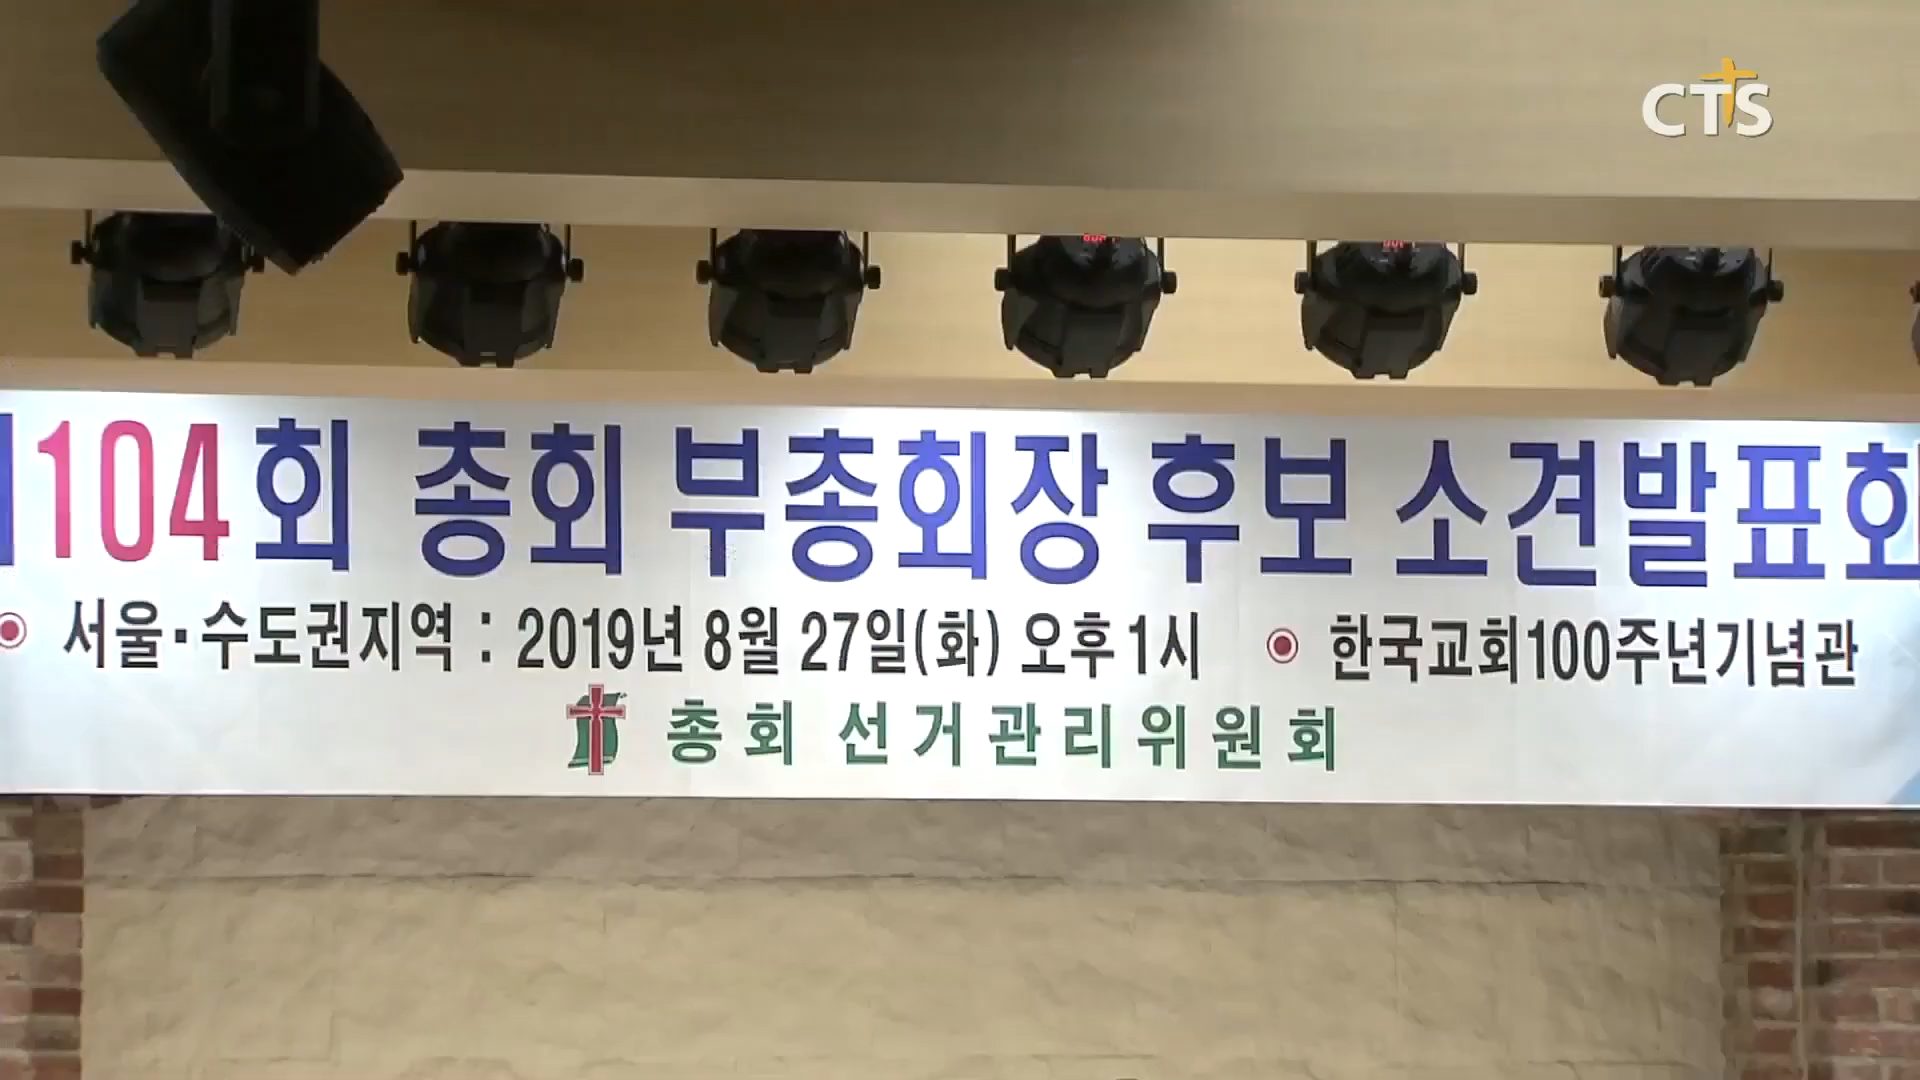 CTS
104회 총회 부총회장 후보 소견발표회
서울·수도권지역 : 2019년 8월 27일(화) 오후 1시 ◉ 한국교회100주년기념관
총회 선거관리위원회